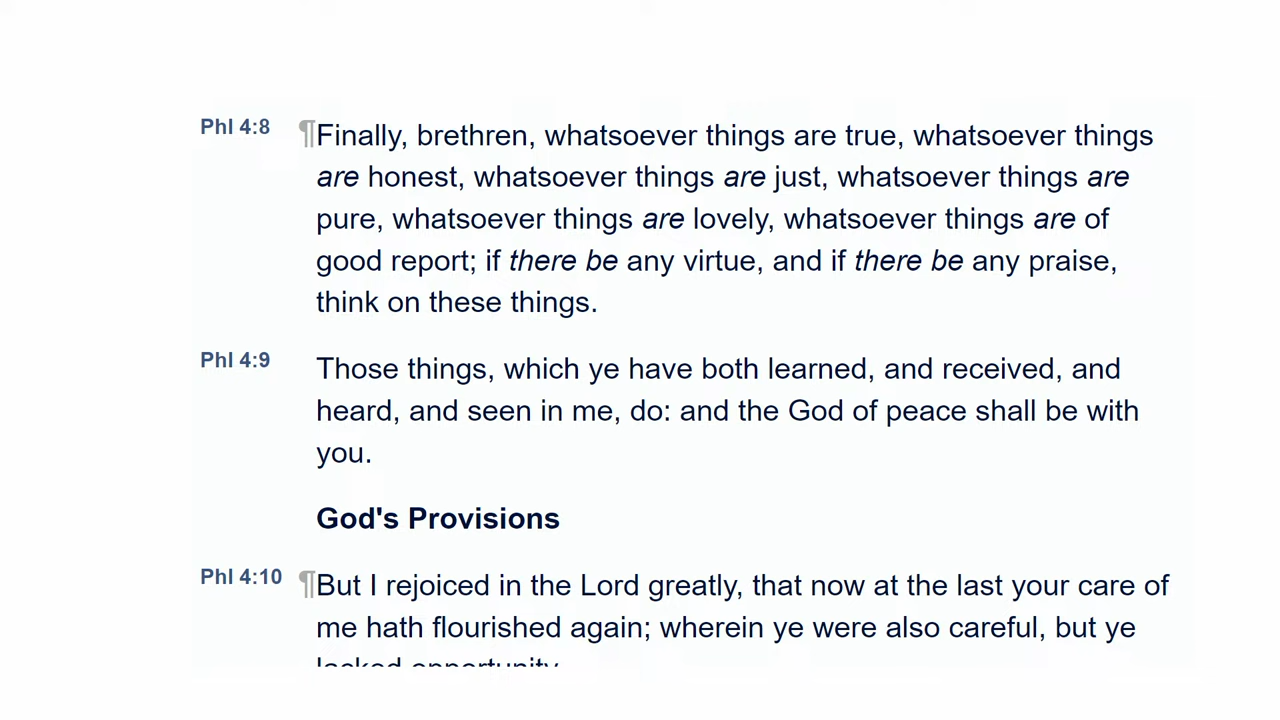 Phl 4:8 ¶Finally, brethren, whatsoever things are true, whatsoever things
are honest, whatsoever things are just, whatsoever things are
pure, whatsoever things are lovely, whatsoever things are of
good report; if there be any virtue, and if there be any praise,
think on these things.
Phl 4:9 Those things, which ye have both learned, and received, and
heard, and seen in me, do: and the God of peace shall be with
you.
God's Provisions
Phl 4:10 ¶But I rejoiced in the Lord greatly, that now at the last your care of
me hath flourished again; wherein ye were also careful, but ye
lacked opportunity.